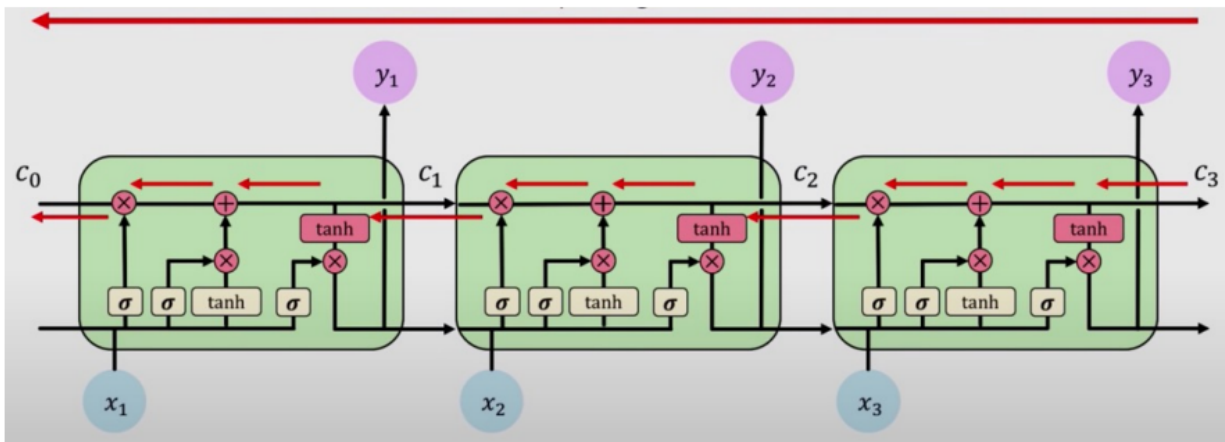 y₁ y₂ y₃
c₀ c₁ c₂ c₃
× + × + × +
tanh tanh tanh
× × × × × ×
σ σ tanh σ σ σ tanh σ σ σ tanh σ
x₁ x₂ x₃